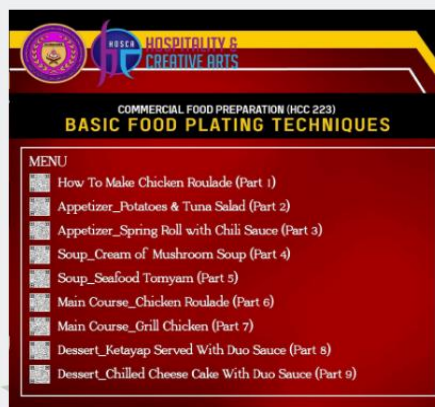 HOSCA
HOSPITALITY &
CREATIVE ARTS
COMMERCIAL FOOD PREPARATION (HCC 223)
BASIC FOOD PLATING TECHNIQUES
MENU
How To Make Chicken Roulade (Part 1)
Appetizer_Potatoes & Tuna Salad (Part 2)
Appetizer_Spring Roll with Chili Sauce (Part 3)
Soup_Cream of Mushroom Soup (Part 4)
Soup_Seafood Tomyam (Part 5)
Main Course_Chicken Roulade (Part 6)
Main Course_Grill Chicken (Part 7)
Dessert_Ketayap Served With Duo Sauce (Part 8)
Dessert_Chilled Cheese Cake With Duo Sauce (Part 9)